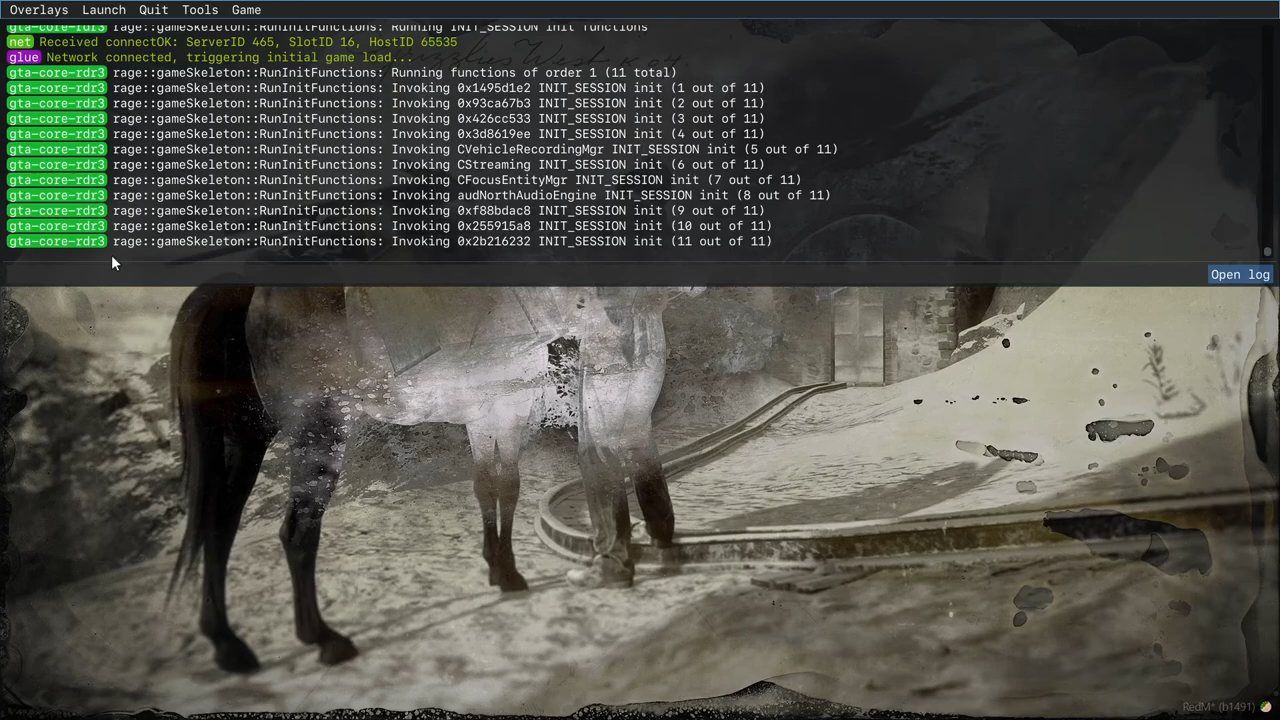 Overlays Launch Quit Tools Game
gta-core-rdr3 rage::gameSkeleton::RunInitFunctions: Running INIT_SESSION init functions
net Received connectOK: ServerID 465, SlotID 16, HostID 65535
glue Network connected, triggering initial game load...
gta-core-rdr3 rage::gameSkeleton::RunInitFunctions: Running functions of order 1 (11 total)
gta-core-rdr3 rage::gameSkeleton::RunInitFunctions: Invoking 0x1495d1e2 INIT_SESSION init (1 out of 11)
gta-core-rdr3 rage::gameSkeleton::RunInitFunctions: Invoking 0x93ca67b3 INIT_SESSION init (2 out of 11)
gta-core-rdr3 rage::gameSkeleton::RunInitFunctions: Invoking 0x426cc533 INIT_SESSION init (3 out of 11)
gta-core-rdr3 rage::gameSkeleton::RunInitFunctions: Invoking 0x3d8619ee INIT_SESSION init (4 out of 11)
gta-core-rdr3 rage::gameSkeleton::RunInitFunctions: Invoking CVehicleRecordingMgr INIT_SESSION init (5 out of 11)
gta-core-rdr3 rage::gameSkeleton::RunInitFunctions: Invoking CStreaming INIT_SESSION init (6 out of 11)
gta-core-rdr3 rage::gameSkeleton::RunInitFunctions: Invoking CFocusEntityMgr INIT_SESSION init (7 out of 11)
gta-core-rdr3 rage::gameSkeleton::RunInitFunctions: Invoking audNorthAudioEngine INIT_SESSION init (8 out of 11)
gta-core-rdr3 rage::gameSkeleton::RunInitFunctions: Invoking 0xf88bdac8 INIT_SESSION init (9 out of 11)
gta-core-rdr3 rage::gameSkeleton::RunInitFunctions: Invoking 0x255915a8 INIT_SESSION init (10 out of 11)
gta-core-rdr3 rage::gameSkeleton::RunInitFunctions: Invoking 0x2b216232 INIT_SESSION init (11 out of 11)
Open log
RedM* (b1491)